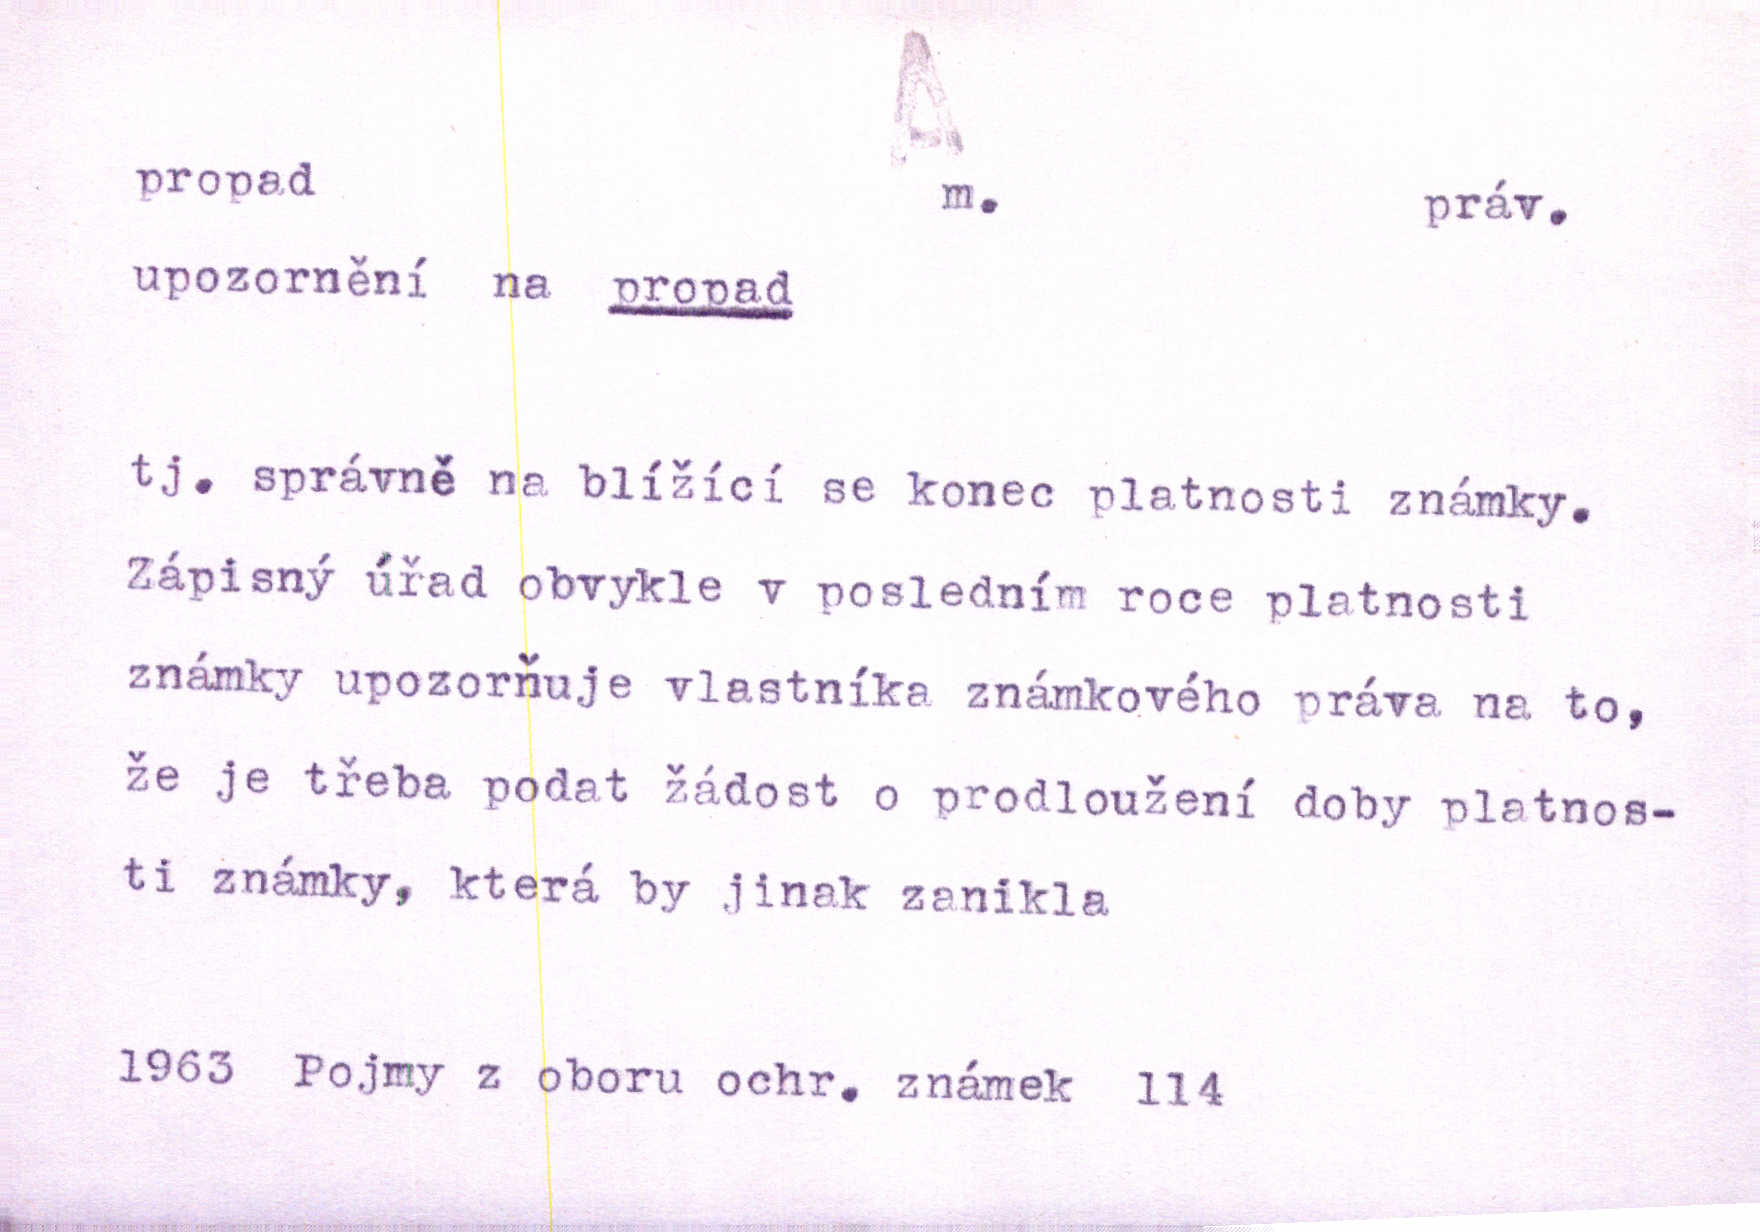 A
propad m. práv.
upozornění na propad
tj. správně na blížící se konec platnosti známky.
Zápisný úřad obvykle v posledním roce platnosti
známky upozorňuje vlastníka známkového práva na to,
že je třeba podat žádost o prodloužení doby platnos-
ti známky, která by jinak zanikla
1963 Pojmy z oboru ochr. známek 114